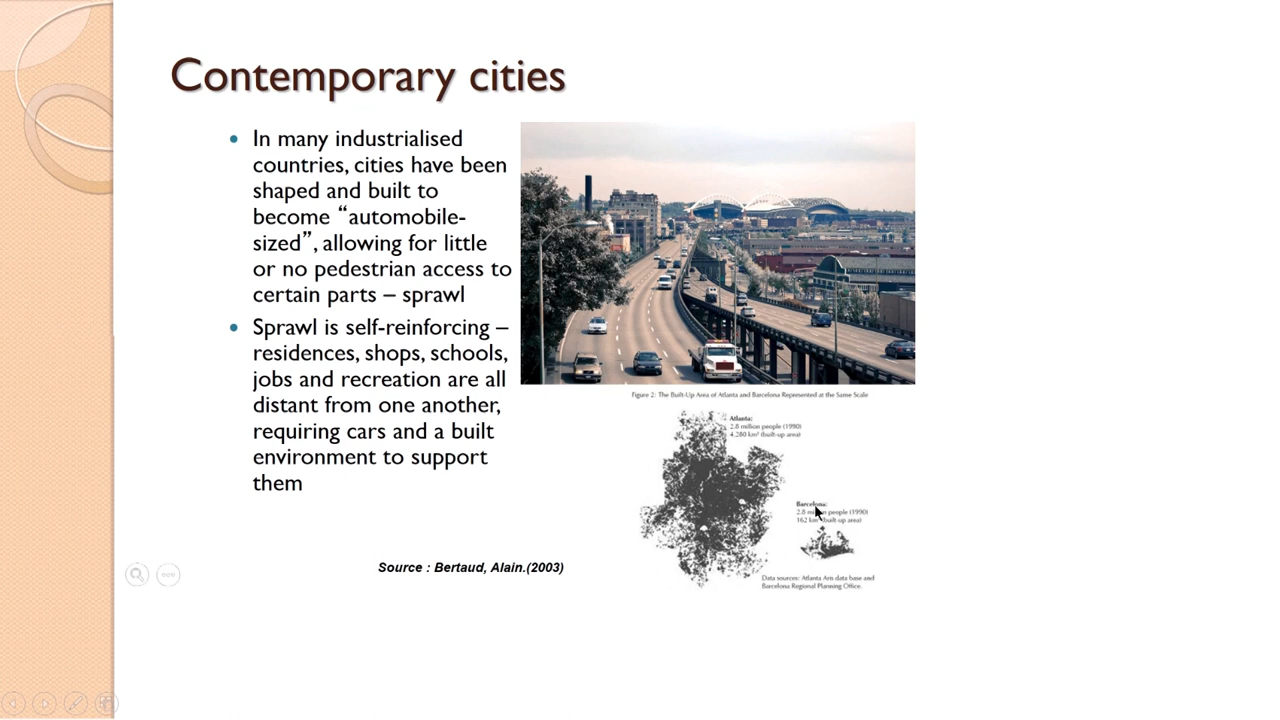 Contemporary cities
• In many industrialised
countries, cities have been
shaped and built to
become “automobile-
sized”, allowing for little
or no pedestrian access to
certain parts – sprawl
• Sprawl is self-reinforcing –
residences, shops, schools,
jobs and recreation are all
distant from one another,
requiring cars and a built
environment to support
them
Figure 2: The Built-Up Area of Atlanta and Barcelona Represented at the Same Scale
Atlanta:
2.8 million people (1990)
4,280 km² (built-up area)
Barcelona:
2.8 people (1990)
162 km² (built-up area)
Source : Bertaud, Alain.(2003)
Data sources: Atlanta Aris data base and
Barcelona Regional Planning Office.